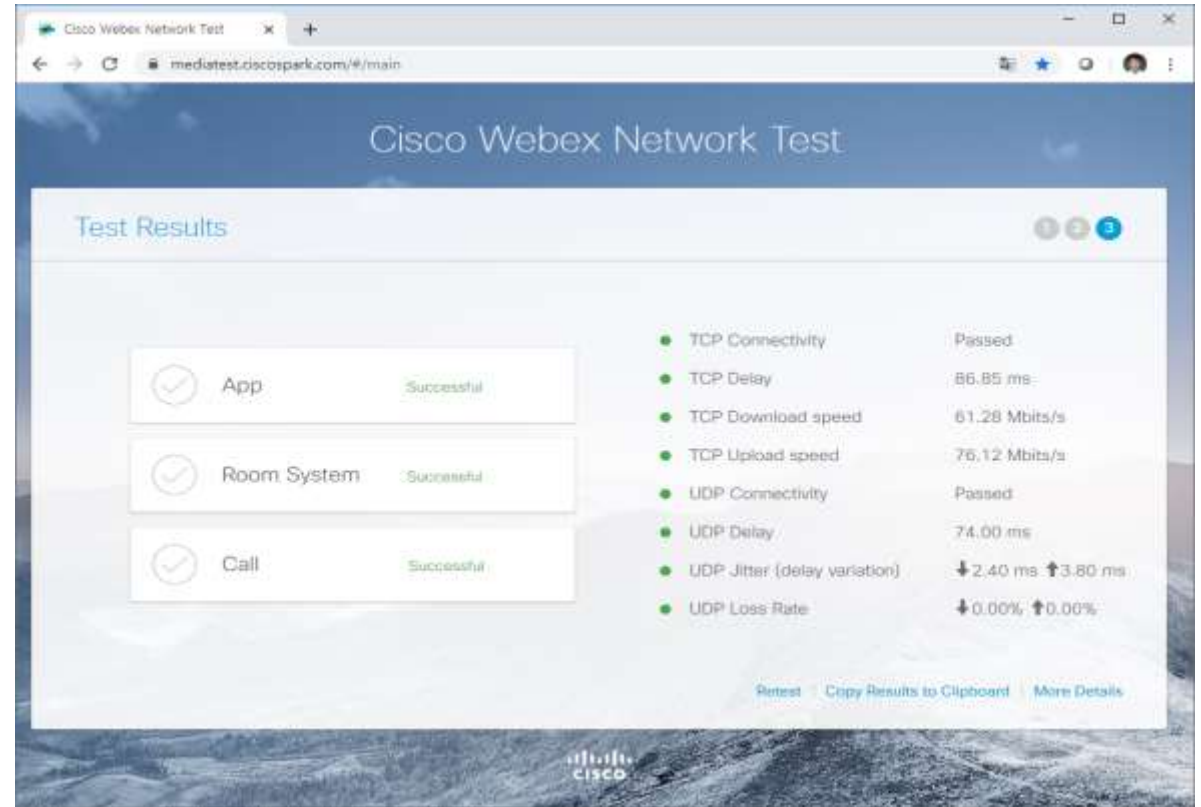 Cisco Webex Network Test
mediatest.ciscospark.com/#/main
Cisco Webex Network Test
Test Results
1 2 3
App Successful
Room System Successful
Call Successful
TCP Connectivity Passed
TCP Delay 86.85 ms
TCP Download speed 61.28 Mbits/s
TCP Upload speed 76.12 Mbits/s
UDP Connectivity Passed
UDP Delay 74.00 ms
UDP Jitter (delay variation) ⬇2.40 ms ⬆3.80 ms
UDP Loss Rate ⬇0.00% ⬆0.00%
Retest Copy Results to Clipboard More Details
CISCO